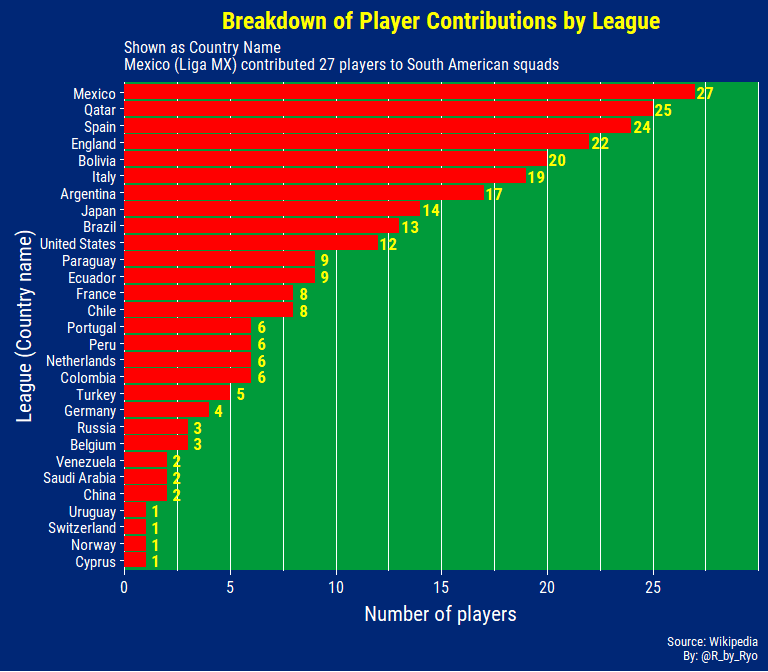 Breakdown of Player Contributions by League
Shown as Country Name
Mexico (Liga MX) contributed 27 players to South American squads
League (Country name)
Mexico 27
Qatar 25
Spain 24
England 22
Bolivia 20
Italy 19
Argentina 17
Japan 14
Brazil 13
United States 12
Paraguay 9
Ecuador 9
France 8
Chile 8
Portugal 6
Peru 6
Netherlands 6
Colombia 6
Turkey 5
Germany 4
Russia 3
Belgium 3
Venezuela 2
Saudi Arabia 2
China 2
Uruguay 1
Switzerland 1
Norway 1
Cyprus 1
0 5 10 15 20 25
Number of players
Source: Wikipedia
By: @R_by_Ryo